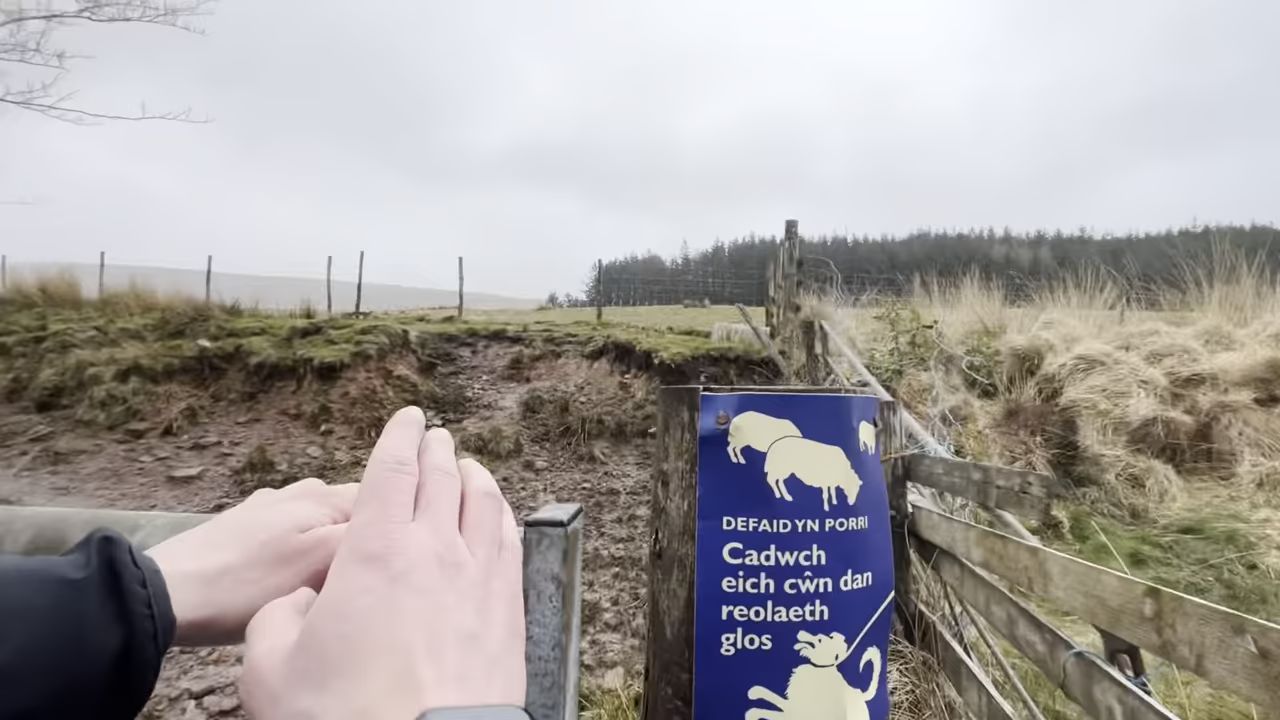 DEFAID YN PORRI
Cadwch
eich cŵn dan
reolaeth
glos